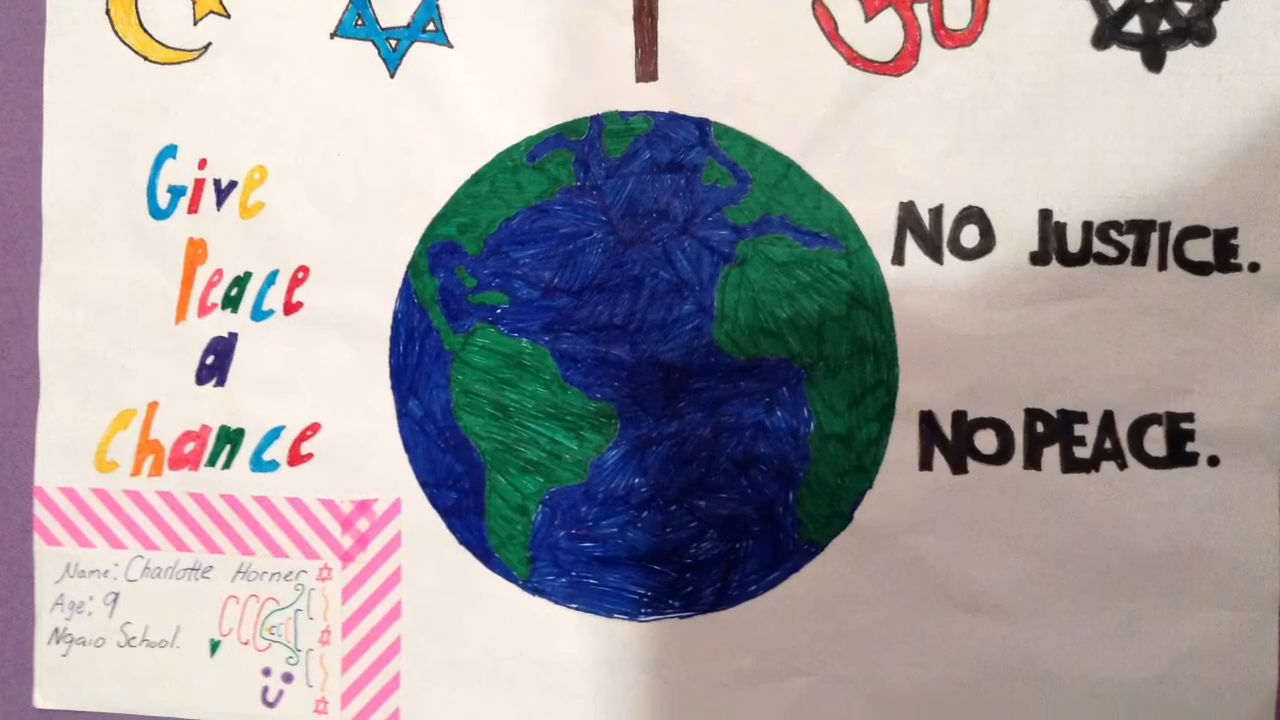 Give
Peace
a
Chance
NO JUSTICE.
NO PEACE.
Name: Charlotte Horner
Age: 9
Ngaio School.